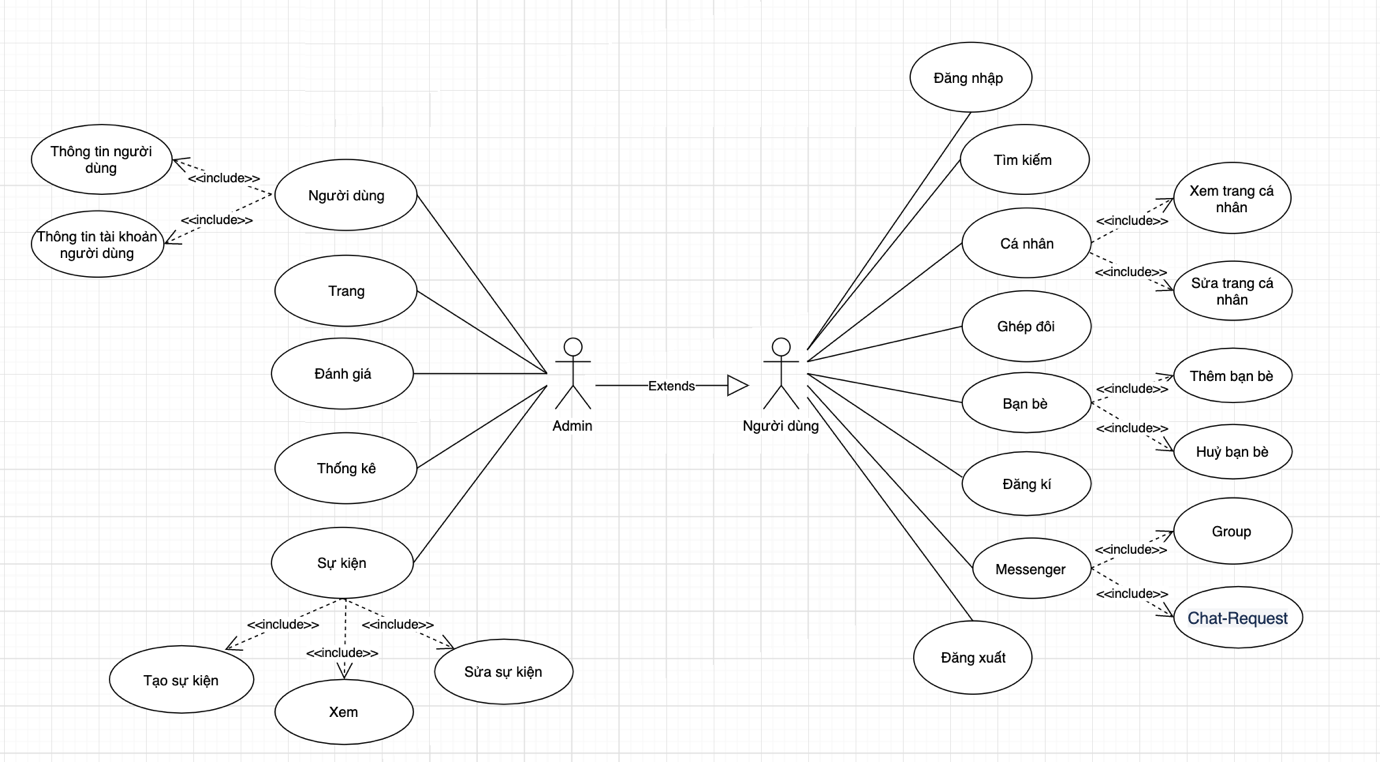 Đăng nhập
Tìm kiếm
Thông tin người
dùng
<<include>>
Người dùng
<<include>>
Thông tin tài khoản
người dùng
Trang
Đánh giá
Thống kê
Sự kiện
<<include>>
<<include>>
<<include>>
Tạo sự kiện
Xem
Sửa sự kiện
Admin
Extends
Người dùng
Cá nhân
<<include>>
Xem trang cá
nhân
<<include>>
Sửa trang cá
nhân
Ghép đôi
Bạn bè
<<include>>
Thêm bạn bè
<<include>>
Huỷ bạn bè
Đăng kí
Messenger
<<include>>
Group
<<include>>
Chat-Request
Đăng xuất